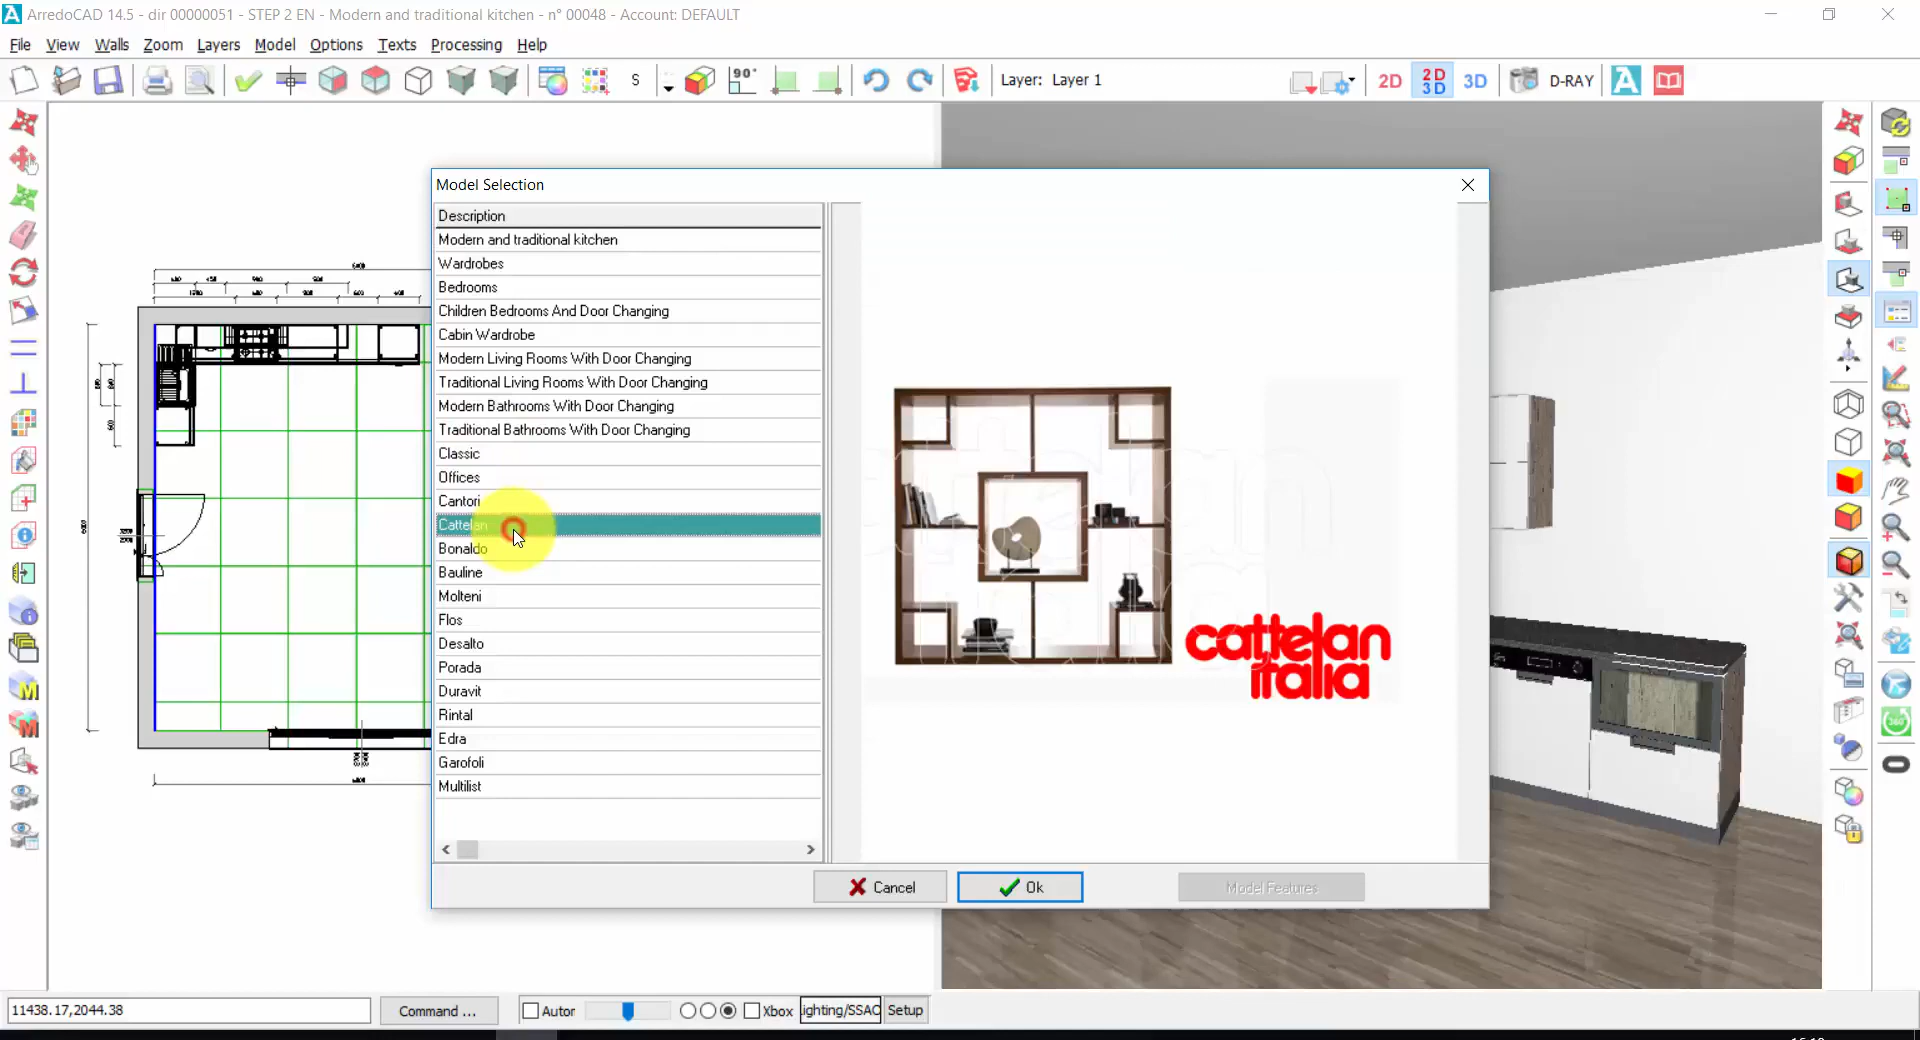 ArredoCAD 14.5 - dir 00000051 - STEP 2 EN - Modern and traditional kitchen - n° 00048 - Account: DEFAULT
File View Walls Zoom Layers Model Options Texts Processing Help
S 90° Layer: Layer 1 2D 2D 3D 3D D-RAY
Model Selection
Description
Modern and traditional kitchen
Wardrobes
Bedrooms
Children Bedrooms And Door Changing
Cabin Wardrobe
Modern Living Rooms With Door Changing
Traditional Living Rooms With Door Changing
Modern Bathrooms With Door Changing
Traditional Bathrooms With Door Changing
Classic
Offices
Cantori
Cattelan
Bonaldo
Bauline
Molteni
Flos
Desalto
Porada
Duravit
Rintal
Edra
Garofoli
Multilist
cattelan
italia
Cancel Ok Model Features
11438.17,2044.38 Command ... Autor Xbox ighting/SSAO Setup